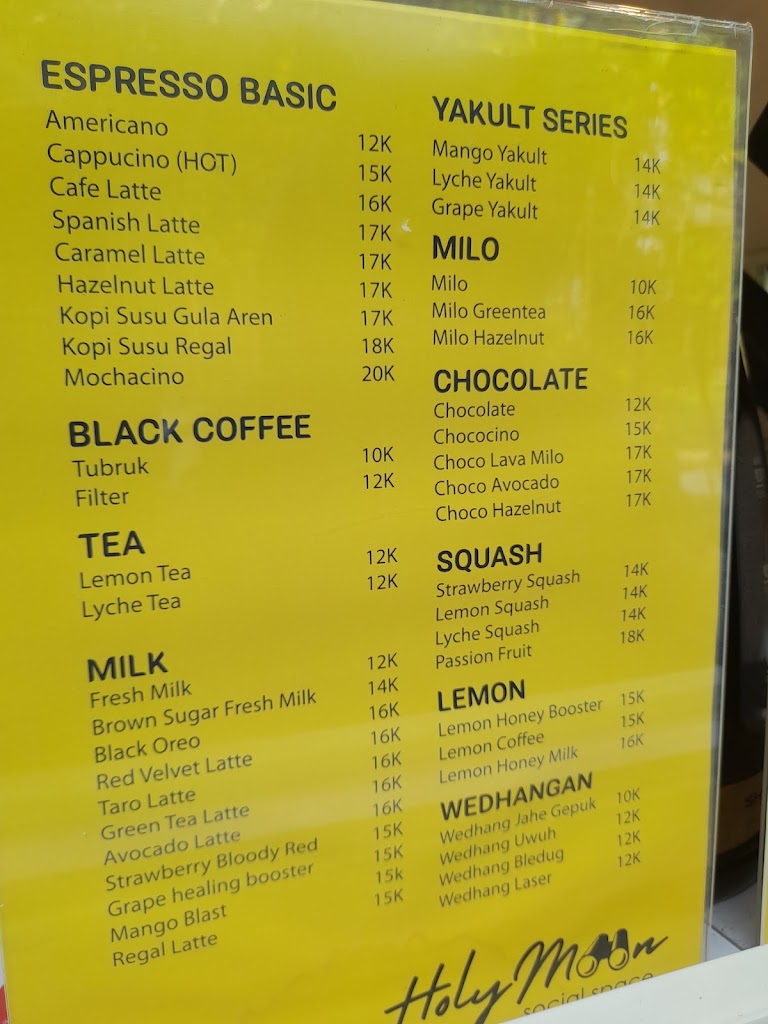 ESPRESSO BASIC
Americano 12K
Cappucino (HOT) 15K
Cafe Latte 16K
Spanish Latte 17K
Caramel Latte 17K
Hazelnut Latte 17K
Kopi Susu Gula Aren 17K
Kopi Susu Regal 18K
Mochacino 20K
BLACK COFFEE
Tubruk 10K
Filter 12K
TEA
Lemon Tea 12K
Lyche Tea 12K
MILK
Fresh Milk 12K
Brown Sugar Fresh Milk 14K
Black Oreo 16K
Red Velvet Latte 16K
Taro Latte 16K
Green Tea Latte 16K
Avocado Latte 16K
Strawberry Bloody Red 15K
Grape healing booster 15K
Mango Blast 15k
Regal Latte 15K
YAKULT SERIES
Mango Yakult 14K
Lyche Yakult 14K
Grape Yakult 14K
MILO
Milo 10K
Milo Greentea 16K
Milo Hazelnut 16K
CHOCOLATE
Chocolate 12K
Chococino 15K
Choco Lava Milo 17K
Choco Avocado 17K
Choco Hazelnut 17K
SQUASH
Strawberry Squash 14K
Lemon Squash 14K
Lyche Squash 14K
Passion Fruit 18K
LEMON
Lemon Honey Booster 15K
Lemon Coffee 15K
Lemon Honey Milk 16K
WEDHANGAN
Wedhang Jahe Gepuk 10K
Wedhang Uwuh 12K
Wedhang Bledug 12K
Wedhang Laser 12K
Holy Moon
social space